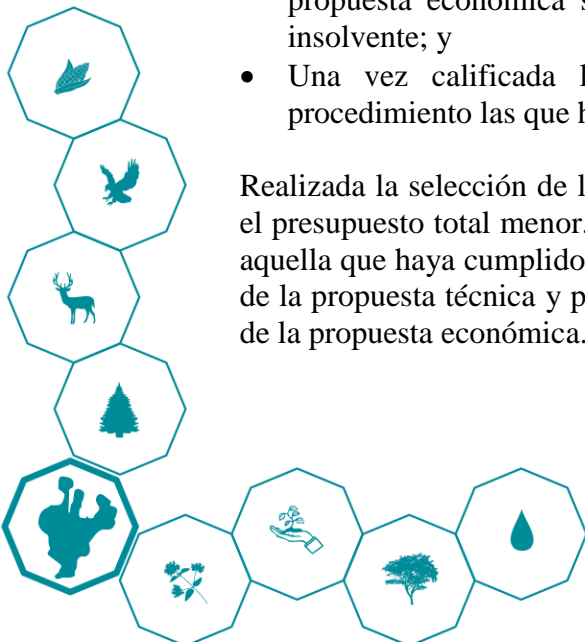 propuesta económica s
insolvente; y
• Una vez calificada l
procedimiento las que h
Realizada la selección de l
el presupuesto total menor.
aquella que haya cumplido
de la propuesta técnica y p
de la propuesta económica.